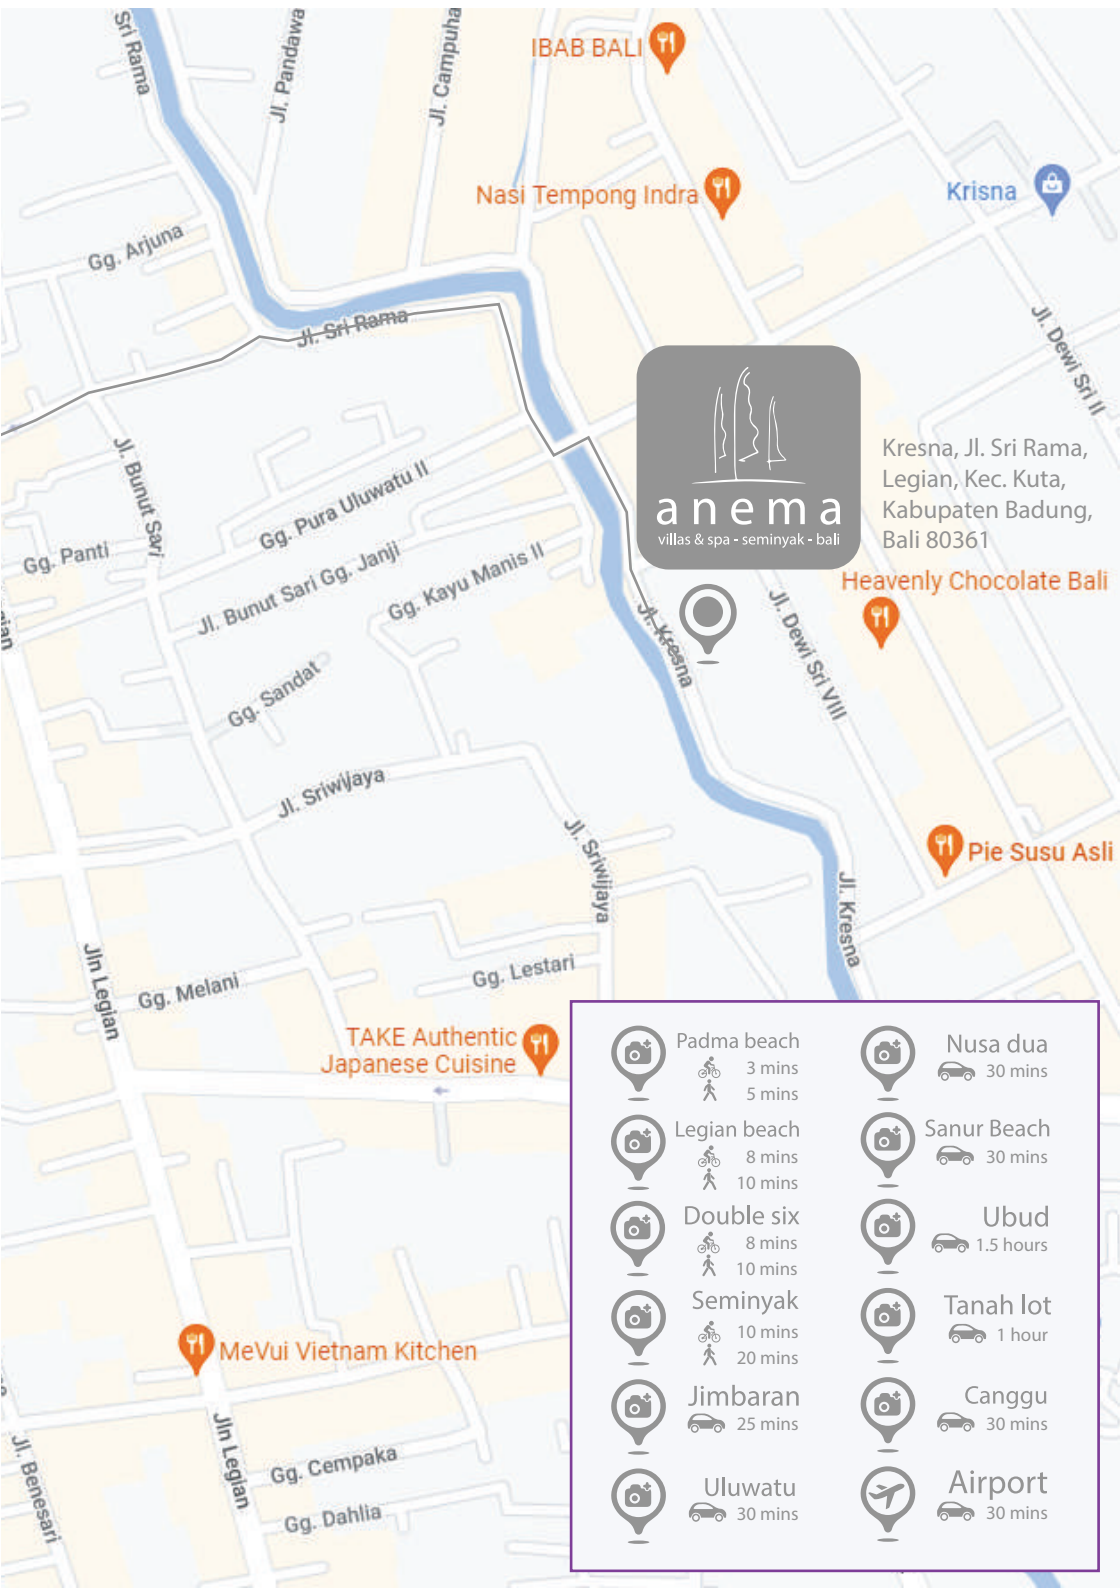 Sri Rama
Jl. Pandawa
Jl. Campuha
IBAB BALI
Nasi Tempong Indra
Krisna
Gg. Arjuna
Jl. Sri Rama
Jl. Dewi Sri II
anema
villas & spa - seminyak - bali
Kresna, Jl. Sri Rama,
Legian, Kec. Kuta,
Kabupaten Badung,
Bali 80361
Jl. Bunut Sari
Gg. Pura Uluwatu II
Gg. Panti
Jl. Bunut Sari Gg. Janji
Gg. Kayu Manis II
Heavenly Chocolate Bali
Jl. Kresna
Jl. Dewi Sri VIII
gian
Gg. Sandat
Jl. Sriwijaya
Jl. Sriwijaya
Pie Susu Asli
Jl. Kresna
Jln Legian
Gg. Melani
Gg. Lestari
TAKE Authentic
Japanese Cuisine
MeVui Vietnam Kitchen
Jln Legian
Jl. Benesari
Gg. Cempaka
Gg. Dahlia
Padma beach
3 mins
5 mins
Legian beach
8 mins
10 mins
Double six
8 mins
10 mins
Seminyak
10 mins
20 mins
Jimbaran
25 mins
Uluwatu
30 mins
Nusa dua
30 mins
Sanur Beach
30 mins
Ubud
1.5 hours
Tanah lot
1 hour
Canggu
30 mins
Airport
30 mins